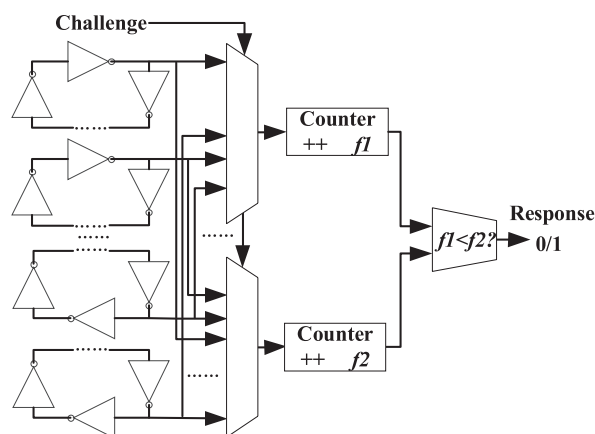 Challenge
Counter
++ f1
Response
f1<f2?
0/1
Counter
++ f2